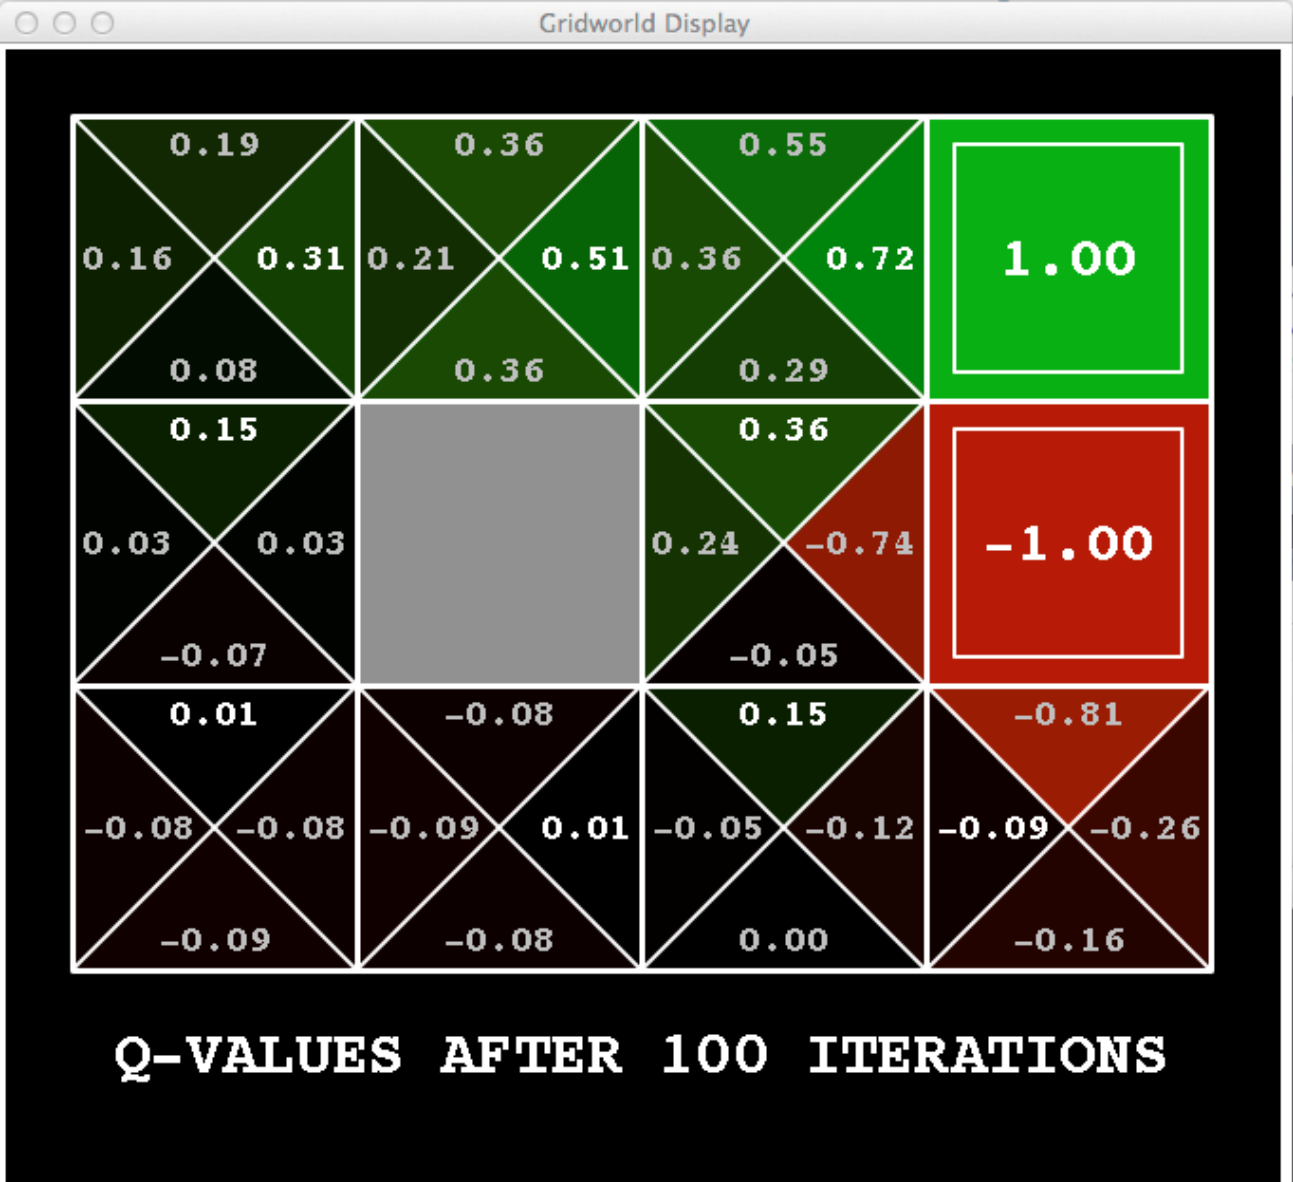 Gridworld Display
0.19 0.36 0.55
0.16 0.31 0.21 0.51 0.36 0.72 1.00
0.08 0.36 0.29
0.15 0.36
0.03 0.03 0.24 -0.74 -1.00
-0.07 -0.05
0.01 -0.08 0.15 -0.81
-0.08 -0.08 -0.09 0.01 -0.05 -0.12 -0.09 -0.26
-0.09 -0.08 0.00 -0.16
Q-VALUES AFTER 100 ITERATIONS